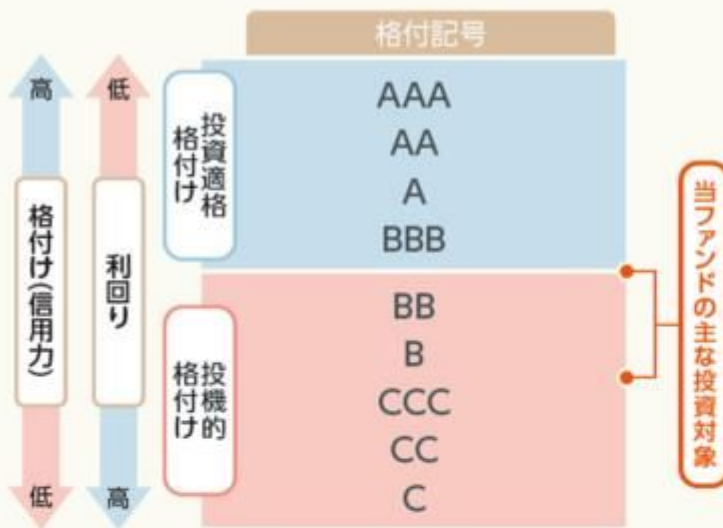 格付記号
高
低
格付け(信用力)
利回り
低
高
投資適格
格付け
AAA
AA
A
BBB
投機的
格付け
BB
B
CCC
CC
C
当ファンドの主な投資対象